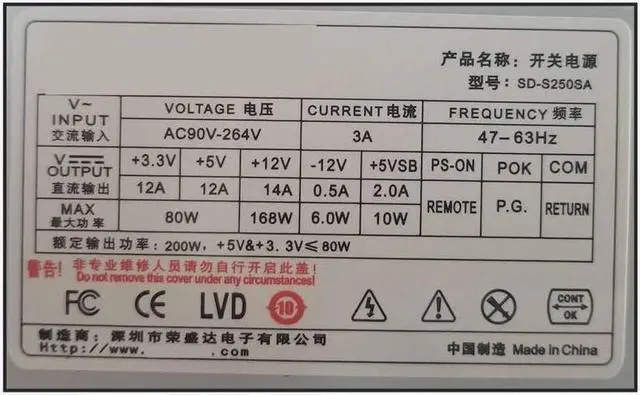 产品名称：开关电源
型号：SD-S250SA
V~ INPUT 交流输入 VOLTAGE 电压 CURRENT 电流 FREQUENCY 频率
AC90V-264V 3A 47-63Hz
V OUTPUT 直流输出 +3.3V +5V +12V -12V +5VSB PS-ON POK COM
12A 12A 14A 0.5A 2.0A REMOTE P.G. RETURN
MAX 最大功率 80W 168W 6.0W 10W
额定输出功率：200W，+5V&+3.3V≤80W
警告! 非专业维修人员请勿自行开启此盖!
Do not remove this cover under any circumstances!
FC CE LVD 10 CONT OK
制造商：深圳市荣盛达电子有限公司
Http://www. .com 中国制造 Made in China